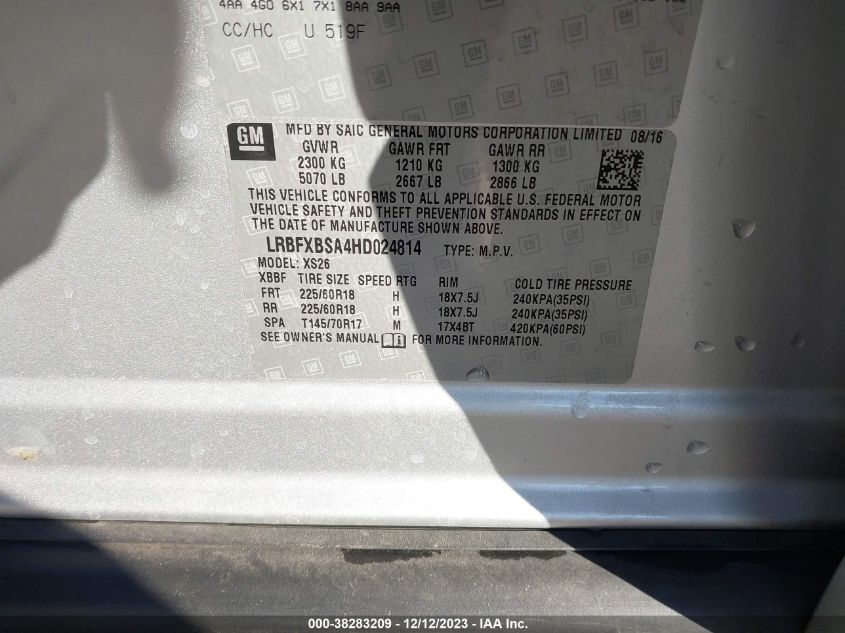 4AA 4G0 6X1 7X1 8AA 9AA
CC/HC U 519F
GM
MFD BY SAIC GENERAL MOTORS CORPORATION LIMITED 08/16
GVWR GAWR FRT GAWR RR
2300 KG 1210 KG 1300 KG
5070 LB 2667 LB 2866 LB
THIS VEHICLE CONFORMS TO ALL APPLICABLE U.S. FEDERAL MOTOR
VEHICLE SAFETY AND THEFT PREVENTION STANDARDS IN EFFECT ON
THE DATE OF MANUFACTURE SHOWN ABOVE.
LRBFXBSA4HD024814 TYPE: M.P.V.
MODEL: XS26
XBBF TIRE SIZE SPEED RTG RIM COLD TIRE PRESSURE
FRT 225/60R18 H 18X7.5J 240KPA(35PSI)
RR 225/60R18 H 18X7.5J 240KPA(35PSI)
SPA T145/70R17 M 17X4BT 420KPA(60PSI)
SEE OWNER'S MANUAL FOR MORE INFORMATION.
000-38283209 - 12/12/2023 - IAA Inc.